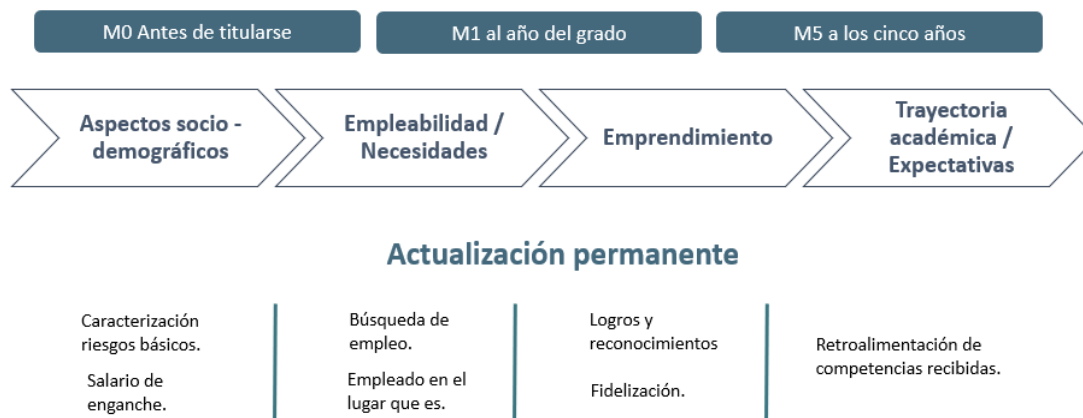 M0 Antes de titularse
M1 al año del grado
M5 a los cinco años
Aspectos socio -
demográficos
Empleabilidad /
Necesidades
Emprendimiento
Trayectoria
académica /
Expectativas
Actualización permanente
Caracterización
riesgos básicos.
Salario de
enganche.
Búsqueda de
empleo.
Empleado en el
lugar que es.
Logros y
reconocimientos
Fidelización.
Retroalimentación de
competencias recibidas.